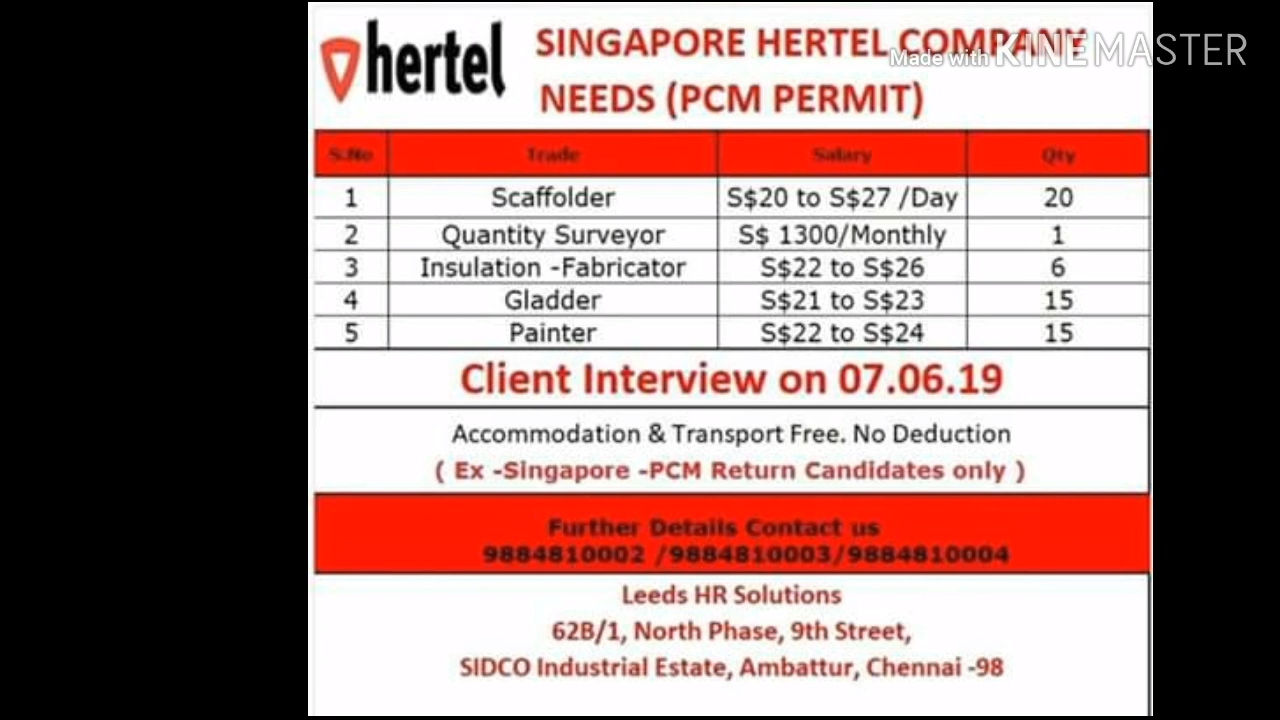 hertel
SINGAPORE HERTEL COMPANY
Made with KINEMASTER
NEEDS (PCM PERMIT)
S.No Trade Salary Qty
1 Scaffolder S$20 to S$27 /Day 20
2 Quantity Surveyor S$ 1300/Monthly 1
3 Insulation -Fabricator S$22 to S$26 6
4 Gladder S$21 to S$23 15
5 Painter S$22 to S$24 15
Client Interview on 07.06.19
Accommodation & Transport Free. No Deduction
( Ex -Singapore -PCM Return Candidates only )
Further Details Contact us
9884810002 /9884810003/9884810004
Leeds HR Solutions
62B/1, North Phase, 9th Street,
SIDCO Industrial Estate, Ambattur, Chennai -98